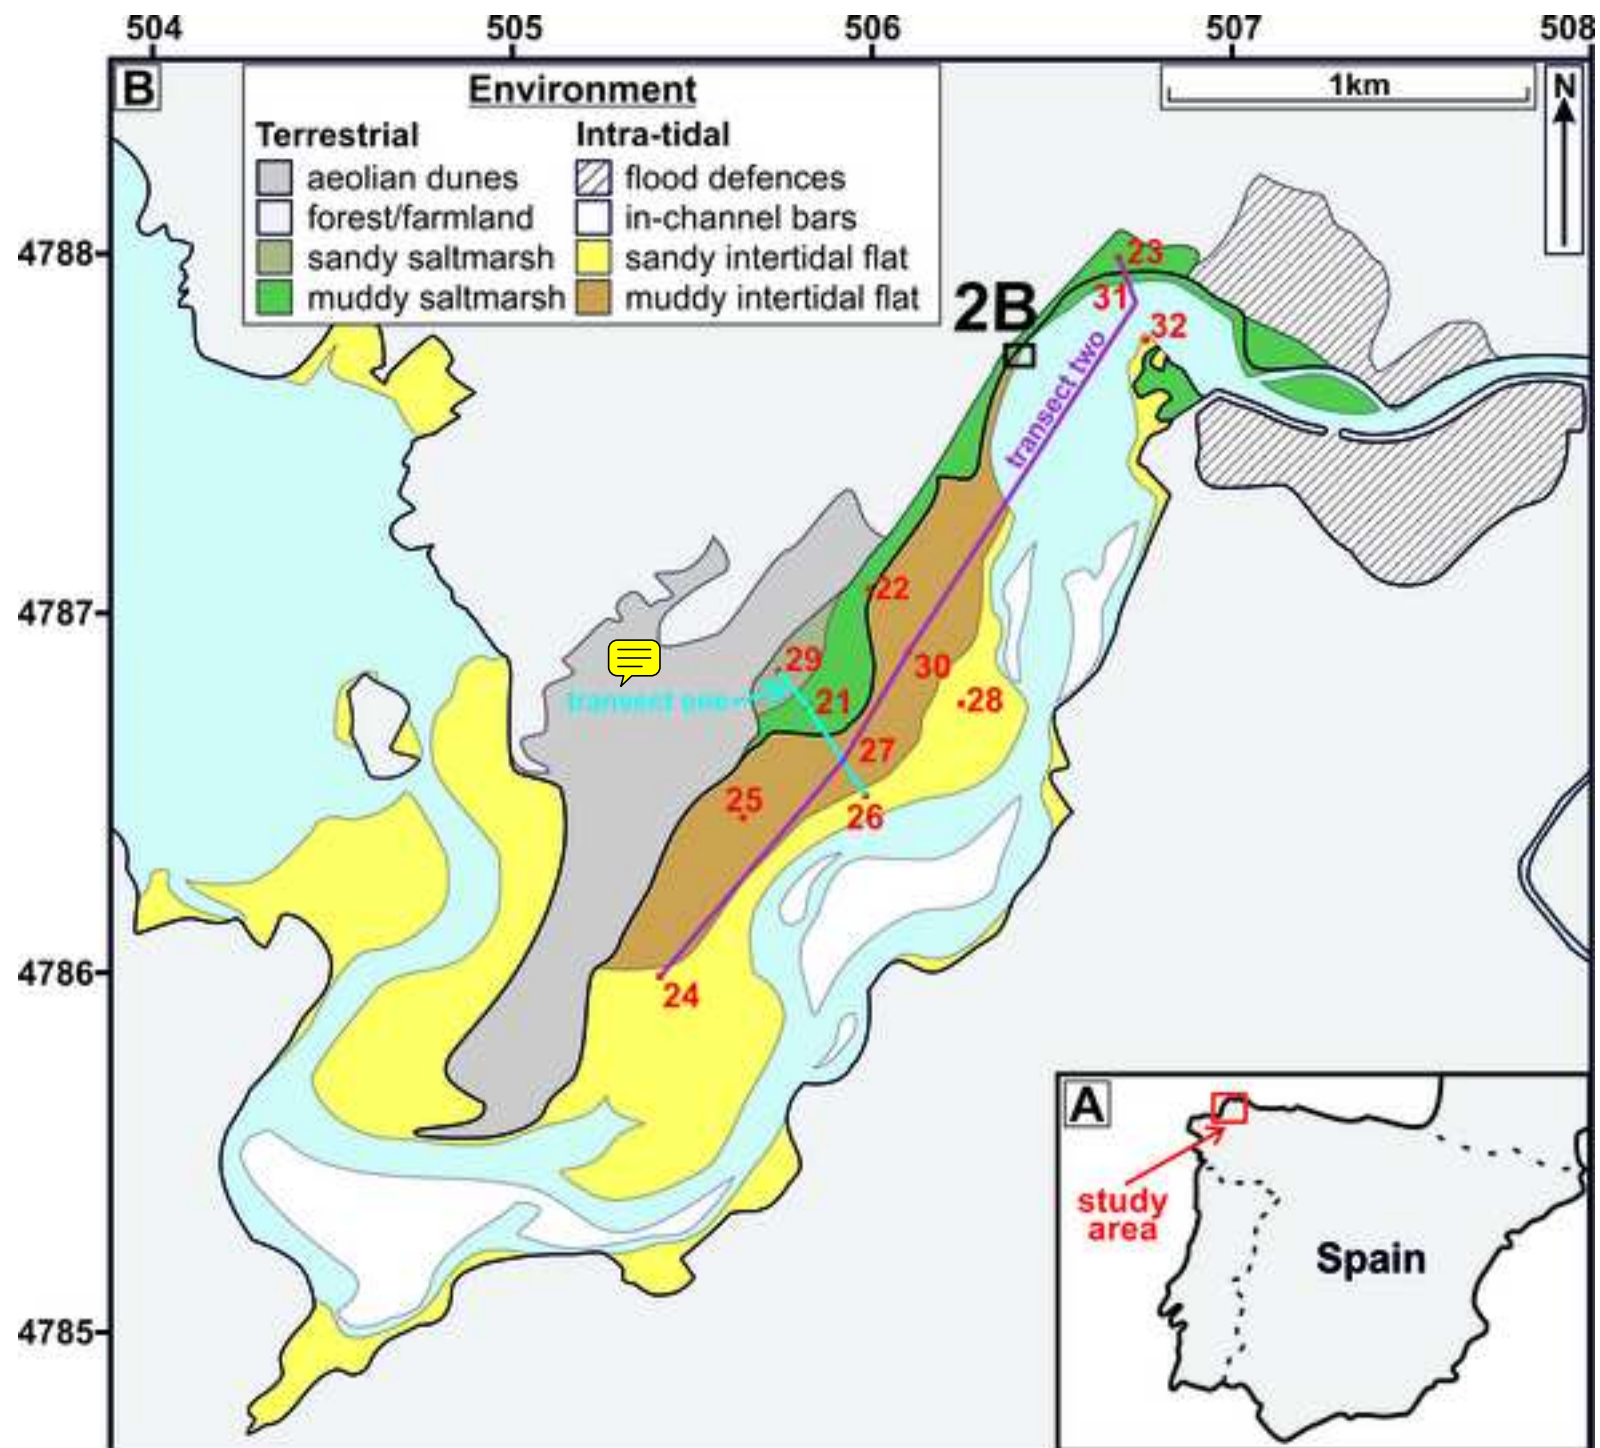 504 505 506 507 508
B
Environment
Terrestrial Intra-tidal
aeolian dunes flood defences
forest/farmland in-channel bars
sandy saltmarsh sandy intertidal flat
muddy saltmarsh muddy intertidal flat
1km
N
4788
4787
4786
4785
23
31
2B
32
transect two
22
29
30
transect one
21
28
27
25
26
24
A
study
area
Spain